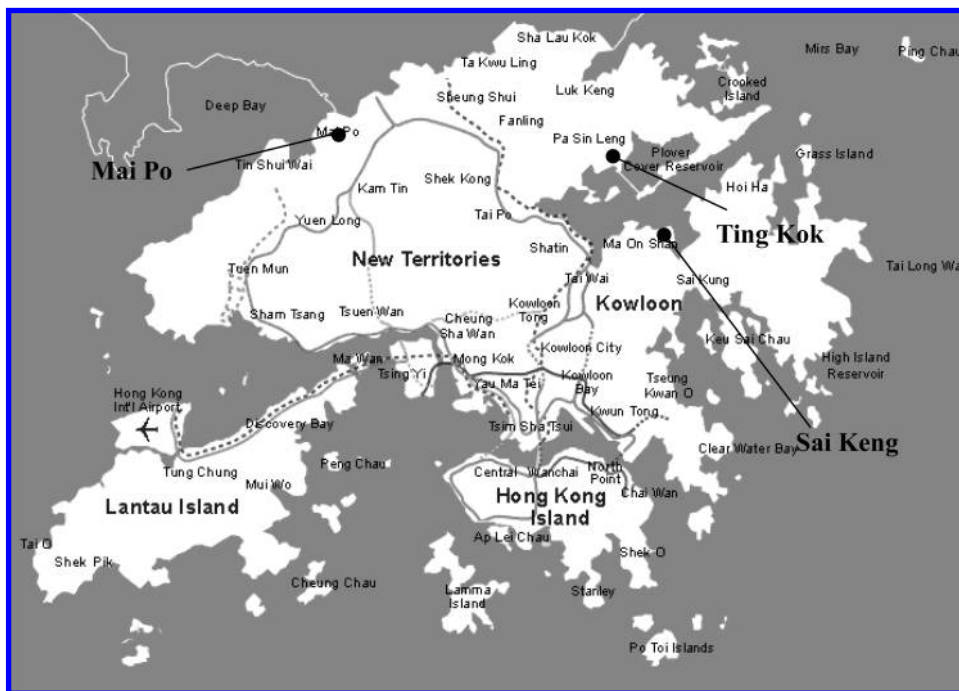 Sha Lau Kok
Mirs Bay
Ping Chau
Ta Kwu Ling
Crooked
Island
Deep Bay
Sheung Shui
Luk Keng
Fanling
Mai Po
Pa Sin Leng
Plover
Cover Reservoir
Grass Island
Mai Po
Tin Shui Wai
Kam Tin
Shek Kong
Hoi Ha
Yuen Long
Tai Po
Ting Kok
Shatin
Ma On Shan
New Territories
Tai Long Wa
Tuen Mun
Tai Wai
Sai Kung
Kowloon
Sham Tsang
Tsuen Wan
Kowloon
Tong
Cheung
Sha Wan
Keu Sai Chau
Kowloon City
Ma Wan
Mong Kok
High Island
Reservoir
Tsing Yi
Yau Ma Tei
Kowloon
Bay
Tseung
Kwan O
Hong Kong
Int'l Airport
Discovery Bay
Tsim Sha Tsui
Kwun Tong
Sai Keng
Clear Water Bay
Tung Chung
Peng Chau
Mui Wo
Central
Wanchai
North
Point
Chai Wan
Lantau Island
Hong Kong
Island
Ap Lei Chau
Tai O
Shek Pik
Shek O
Cheung Chau
Lamma
Island
Stanley
Po Toi Islands